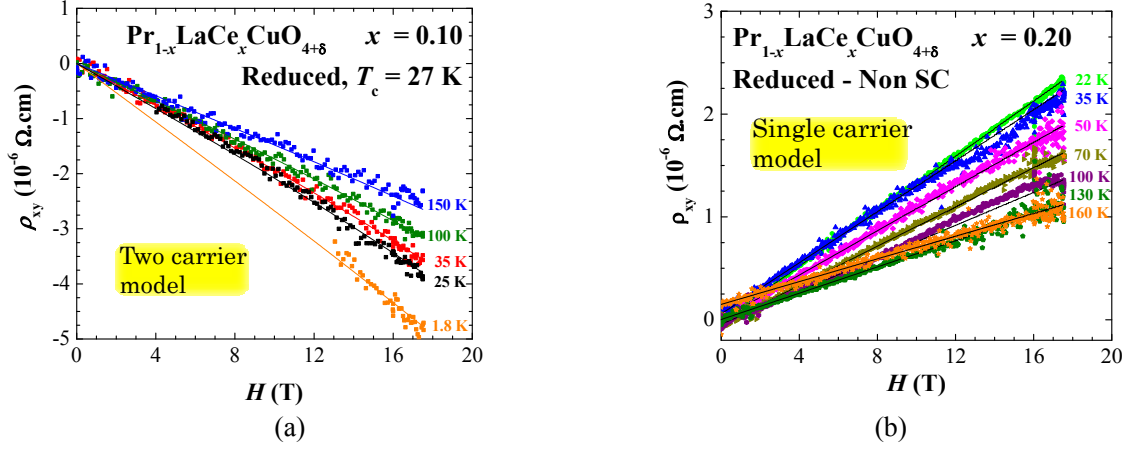 Pr1-xLaCexCuO4+δ x = 0.10
Reduced, Tc = 27 K
0
-1
-2
-3
-4
-5
ρxy (10-6 Ω.cm)
150 K
100 K
35 K
25 K
1.8 K
Two carrier
model
0 4 8 12 16 20
H (T)
(a)
Pr1-xLaCexCuO4+δ x = 0.20
Reduced - Non SC
3
2
1
0
ρxy (10-6 Ω.cm)
Single carrier
model
22 K
35 K
50 K
70 K
100 K
130 K
160 K
0 4 8 12 16 20
H (T)
(b)